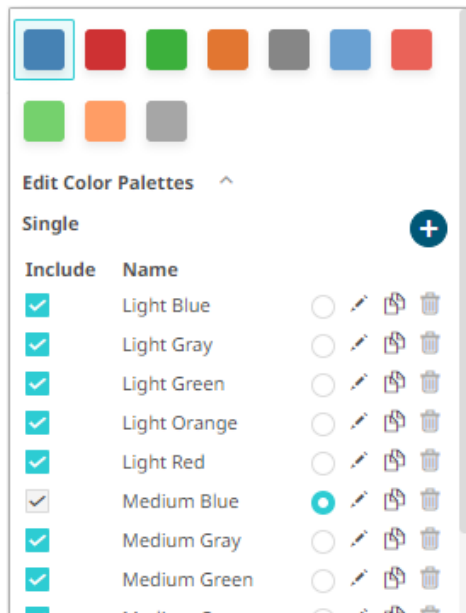 Edit Color Palettes
Single
Include Name
Light Blue
Light Gray
Light Green
Light Orange
Light Red
Medium Blue
Medium Gray
Medium Green